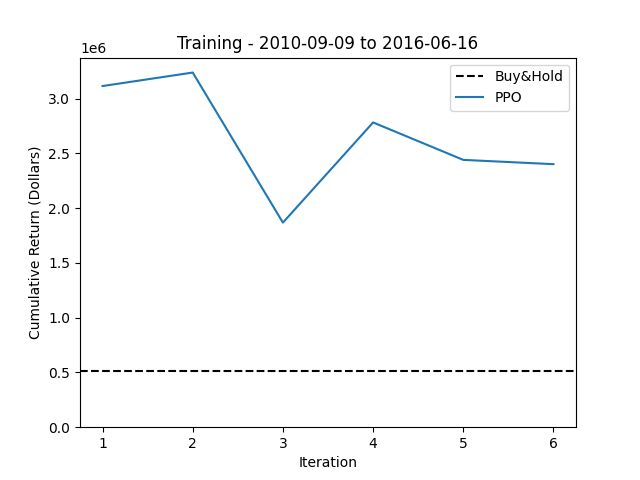 Training - 2010-09-09 to 2016-06-16
1e6
Buy&Hold
PPO
3.0
2.5
2.0
1.5
1.0
0.5
0.0
Cumulative Return (Dollars)
1 2 3 4 5 6
Iteration